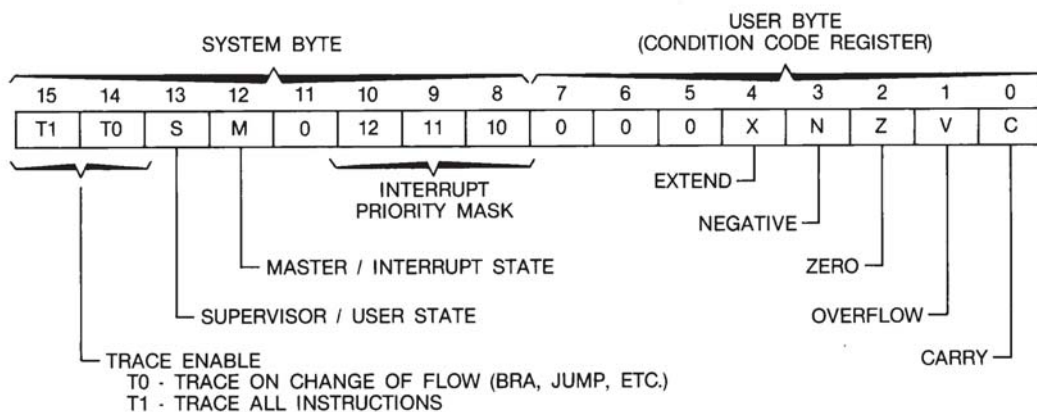 SYSTEM BYTE
USER BYTE
(CONDITION CODE REGISTER)
15 14 13 12 11 10 9 8 7 6 5 4 3 2 1 0
T1 T0 S M 0 12 11 10 0 0 0 X N Z V C
INTERRUPT
PRIORITY MASK
EXTEND
NEGATIVE
MASTER / INTERRUPT STATE
ZERO
SUPERVISOR / USER STATE
OVERFLOW
TRACE ENABLE
CARRY
T0 - TRACE ON CHANGE OF FLOW (BRA, JUMP, ETC.)
T1 - TRACE ALL INSTRUCTIONS